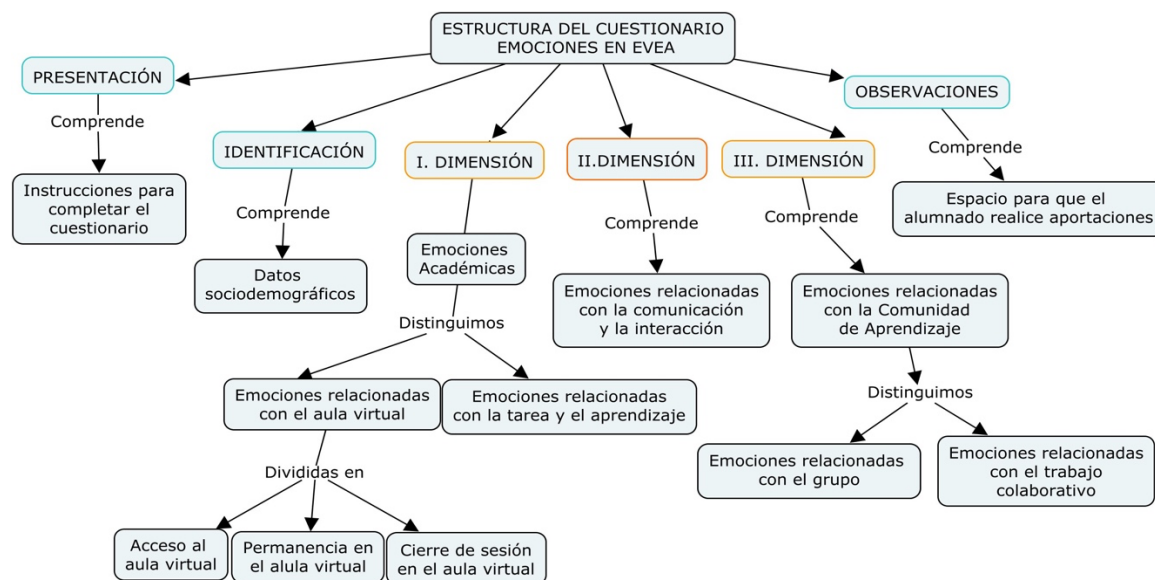 ESTRUCTURA DEL CUESTIONARIO
EMOCIONES EN EVEA
PRESENTACIÓN
Comprende
Instrucciones para
completar el
cuestionario
IDENTIFICACIÓN
Comprende
Datos
sociodemográficos
I. DIMENSIÓN
Emociones
Académicas
Distinguimos
Emociones relacionadas
con el aula virtual
Divididas en
Acceso al
aula virtual
Permanencia en
el alula virtual
Cierre de sesión
en el aula virtual
Emociones relacionadas
con la tarea y el aprendizaje
II.DIMENSIÓN
Comprende
Emociones relacionadas
con la comunicación
y la interacción
III. DIMENSIÓN
Comprende
Emociones relacionadas
con la Comunidad
de Aprendizaje
Distinguimos
Emociones relacionadas
con el grupo
Emociones relacionadas
con el trabajo
colaborativo
OBSERVACIONES
Comprende
Espacio para que el
alumnado realice aportaciones